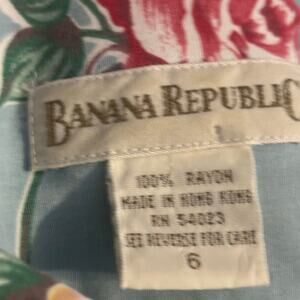 BANANA REPUBLIC
100% RAYON
MADE IN HONG KONG
RN 54023
SEE REVERSE FOR CARE
6